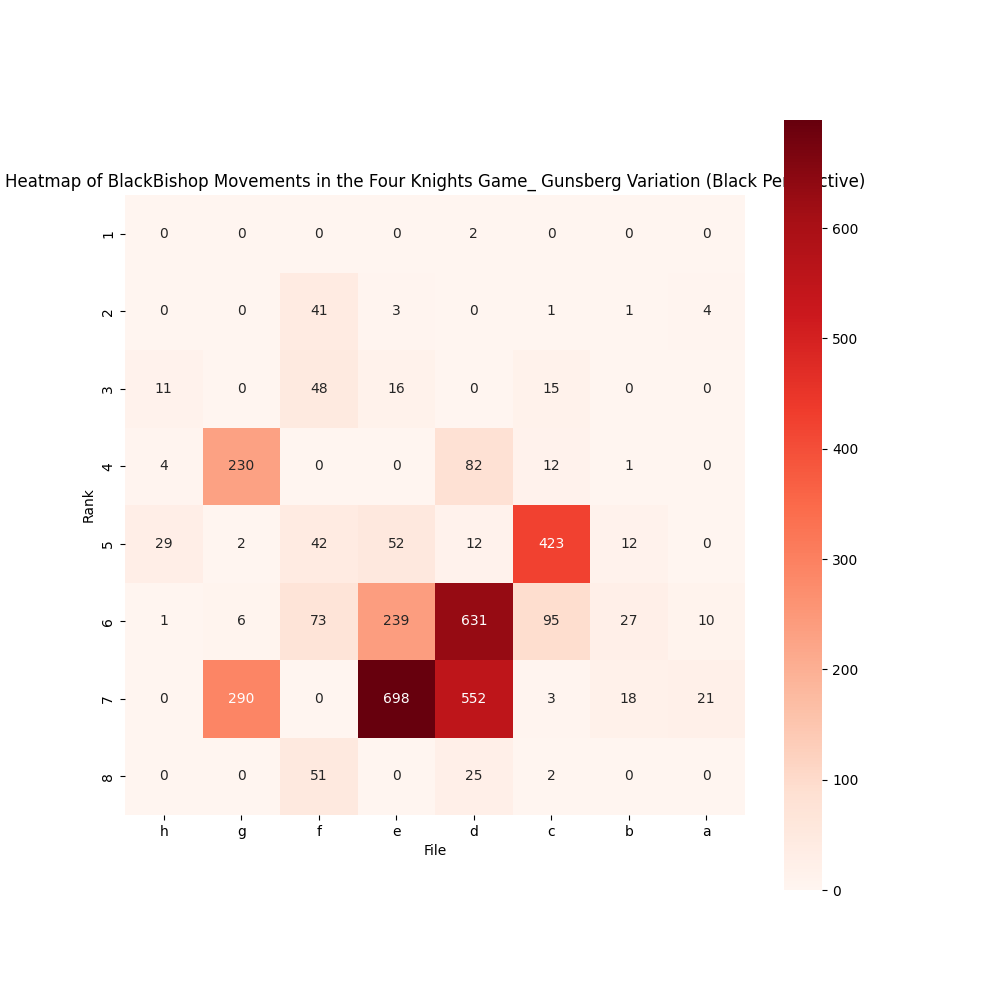 Heatmap of BlackBishop Movements in the Four Knights Game_ Gunsberg Variation (Black
1 0 0 0 0 2 0 0 0
2 0 0 41 3 0 1 1 4
3 11 0 48 16 0 15 0 0
4 4 230 0 0 82 12 1 0
5 29 2 42 52 12 423 12 0
6 1 6 73 239 631 95 27 10
7 0 290 0 698 552 3 18 21
8 0 0 51 0 25 2 0 0
h g f e d c b a
File
Rank
600
500
400
300
200
100
0